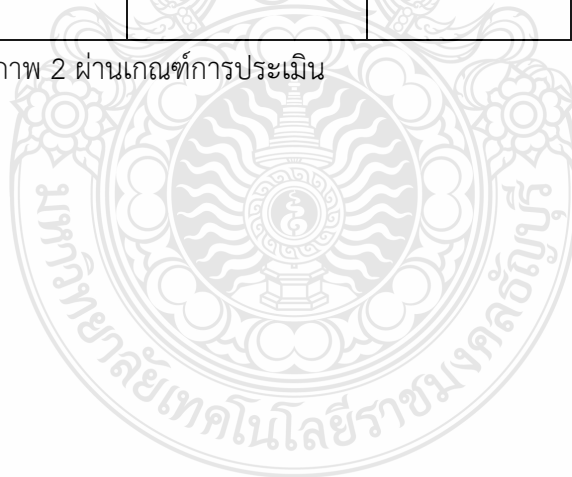 ภาพ 2 ผ่านเกณฑ์การประเมิน
มหาวิทยาลัยเทคโนโลยีราชมงคลธัญบุรี